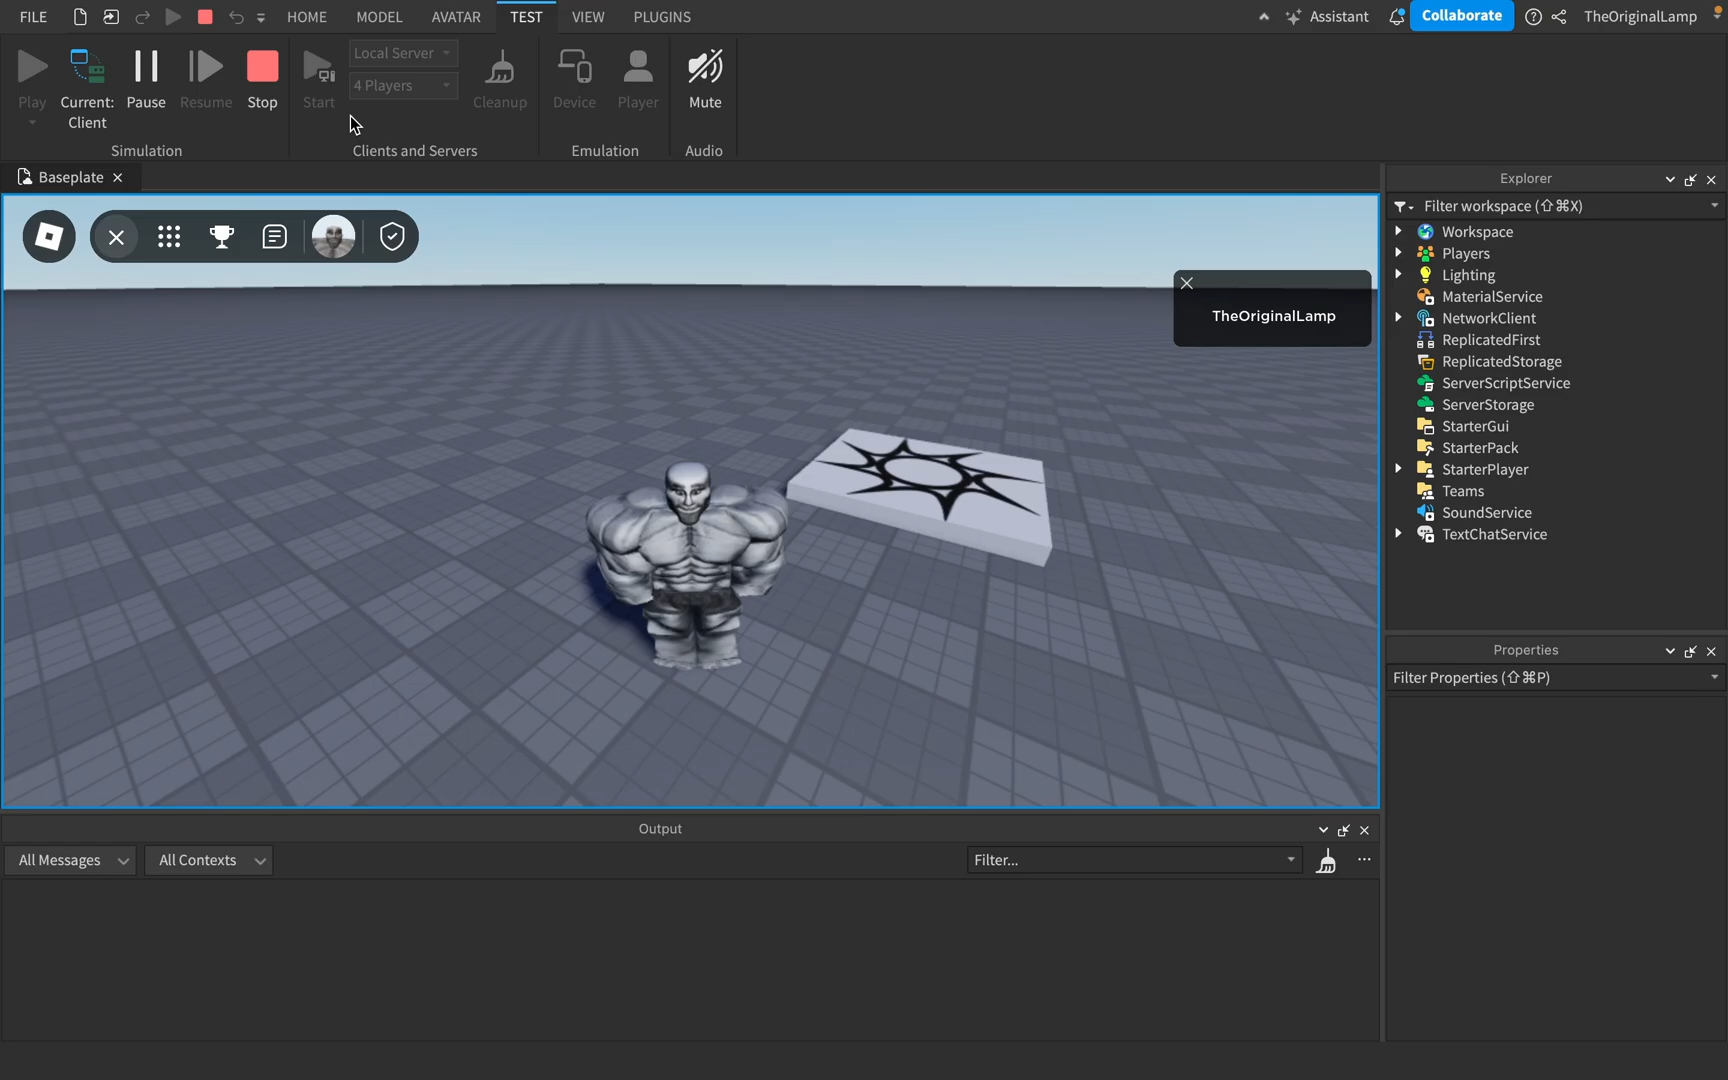 FILE
HOME
MODEL
AVATAR
TEST
VIEW
PLUGINS
Assistant
Collaborate
TheOriginalLamp
Play
Current:
Client
Pause
Resume
Stop
Simulation
Start
Local Server
4 Players
Cleanup
Clients and Servers
Device
Player
Emulation
Mute
Audio
Baseplate
TheOriginalLamp
Explorer
Filter workspace (⇧⌘X)
Workspace
Players
Lighting
MaterialService
NetworkClient
ReplicatedFirst
ReplicatedStorage
ServerScriptService
ServerStorage
StarterGui
StarterPack
StarterPlayer
Teams
SoundService
TextChatService
Properties
Filter Properties (⇧⌘P)
Output
All Messages
All Contexts
Filter...